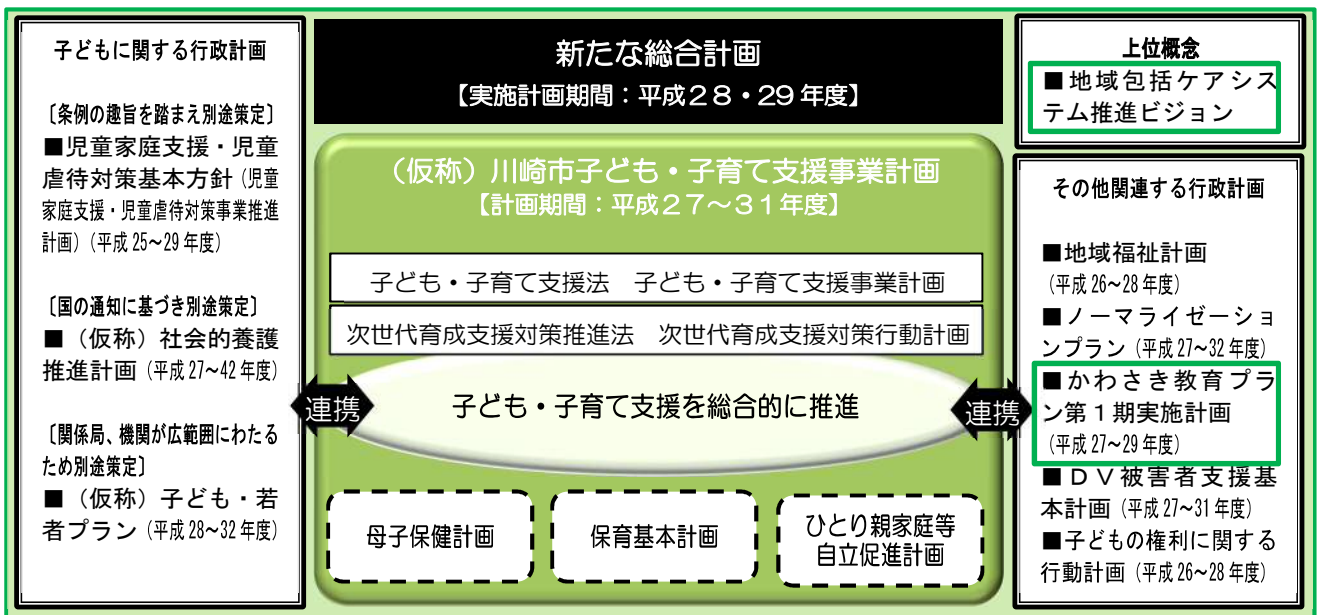 子どもに関する行政計画
〔条例の趣旨を踏まえ別途策定〕
■児童家庭支援・児童
虐待対策基本方針(児童
家庭支援・児童虐待対策事業推進
計画)(平成25～29年度)
〔国の通知に基づき別途策定〕
■（仮称）社会的養護
推進計画(平成27～42年度)
〔関係局、機関が広範囲にわたる
ため別途策定〕
■（仮称）子ども・若
者プラン(平成28～32年度)
新たな総合計画
【実施計画期間：平成２８・29年度】
（仮称）川崎市子ども・子育て支援事業計画
【計画期間：平成２７～３１年度】
子ども・子育て支援法　子ども・子育て支援事業計画
次世代育成支援対策推進法　次世代育成支援対策行動計画
連携
子ども・子育て支援を総合的に推進
連携
母子保健計画
保育基本計画
ひとり親家庭等
自立促進計画
上位概念
■地域包括ケアシス
テム推進ビジョン
その他関連する行政計画
■地域福祉計画
(平成26～28年度)
■ノーマライゼーショ
ンプラン(平成27～32年度)
■かわさき教育プラ
ン第１期実施計画
(平成27～29年度)
■ＤＶ被害者支援基
本計画(平成27～31年度)
■子どもの権利に関する
行動計画(平成26～28年度)